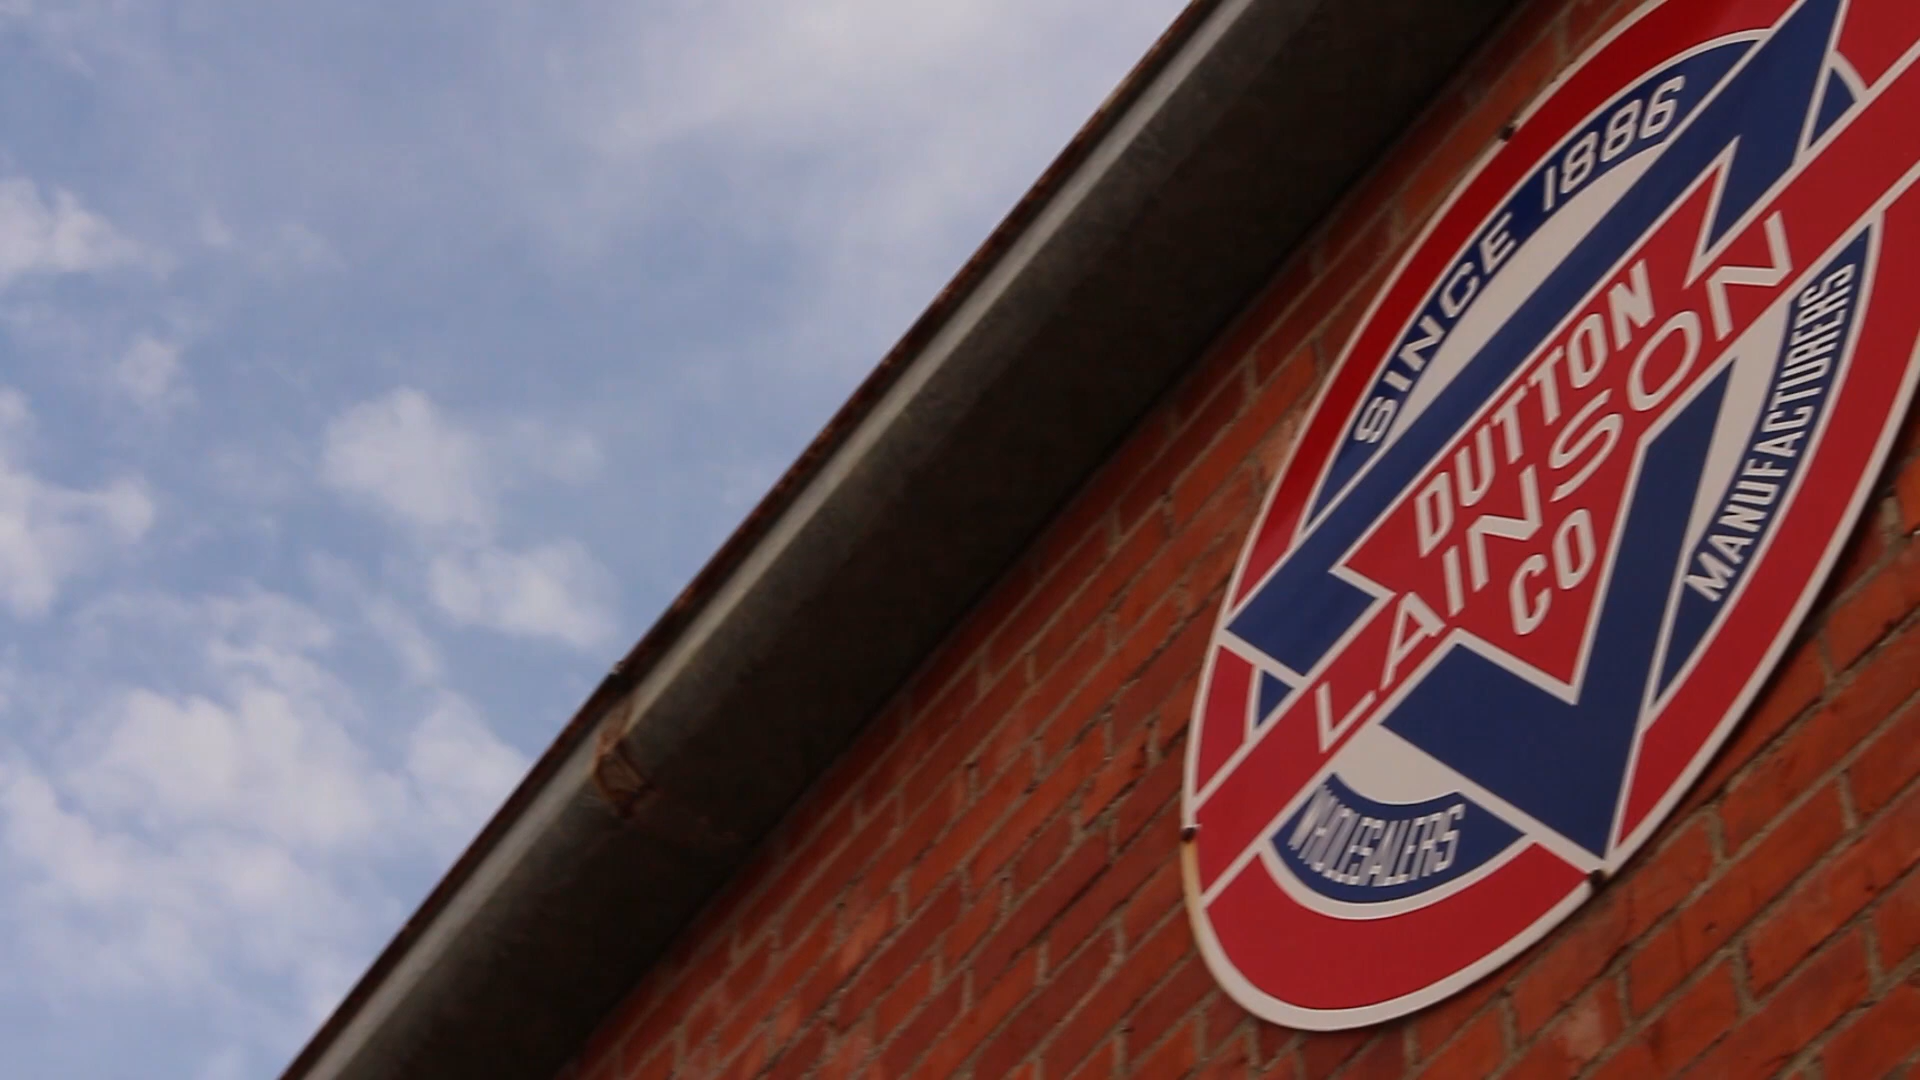 SINCE 1886
DUTTON
LAINSON
CO
MANUFACTURERS
WHOLESALERS